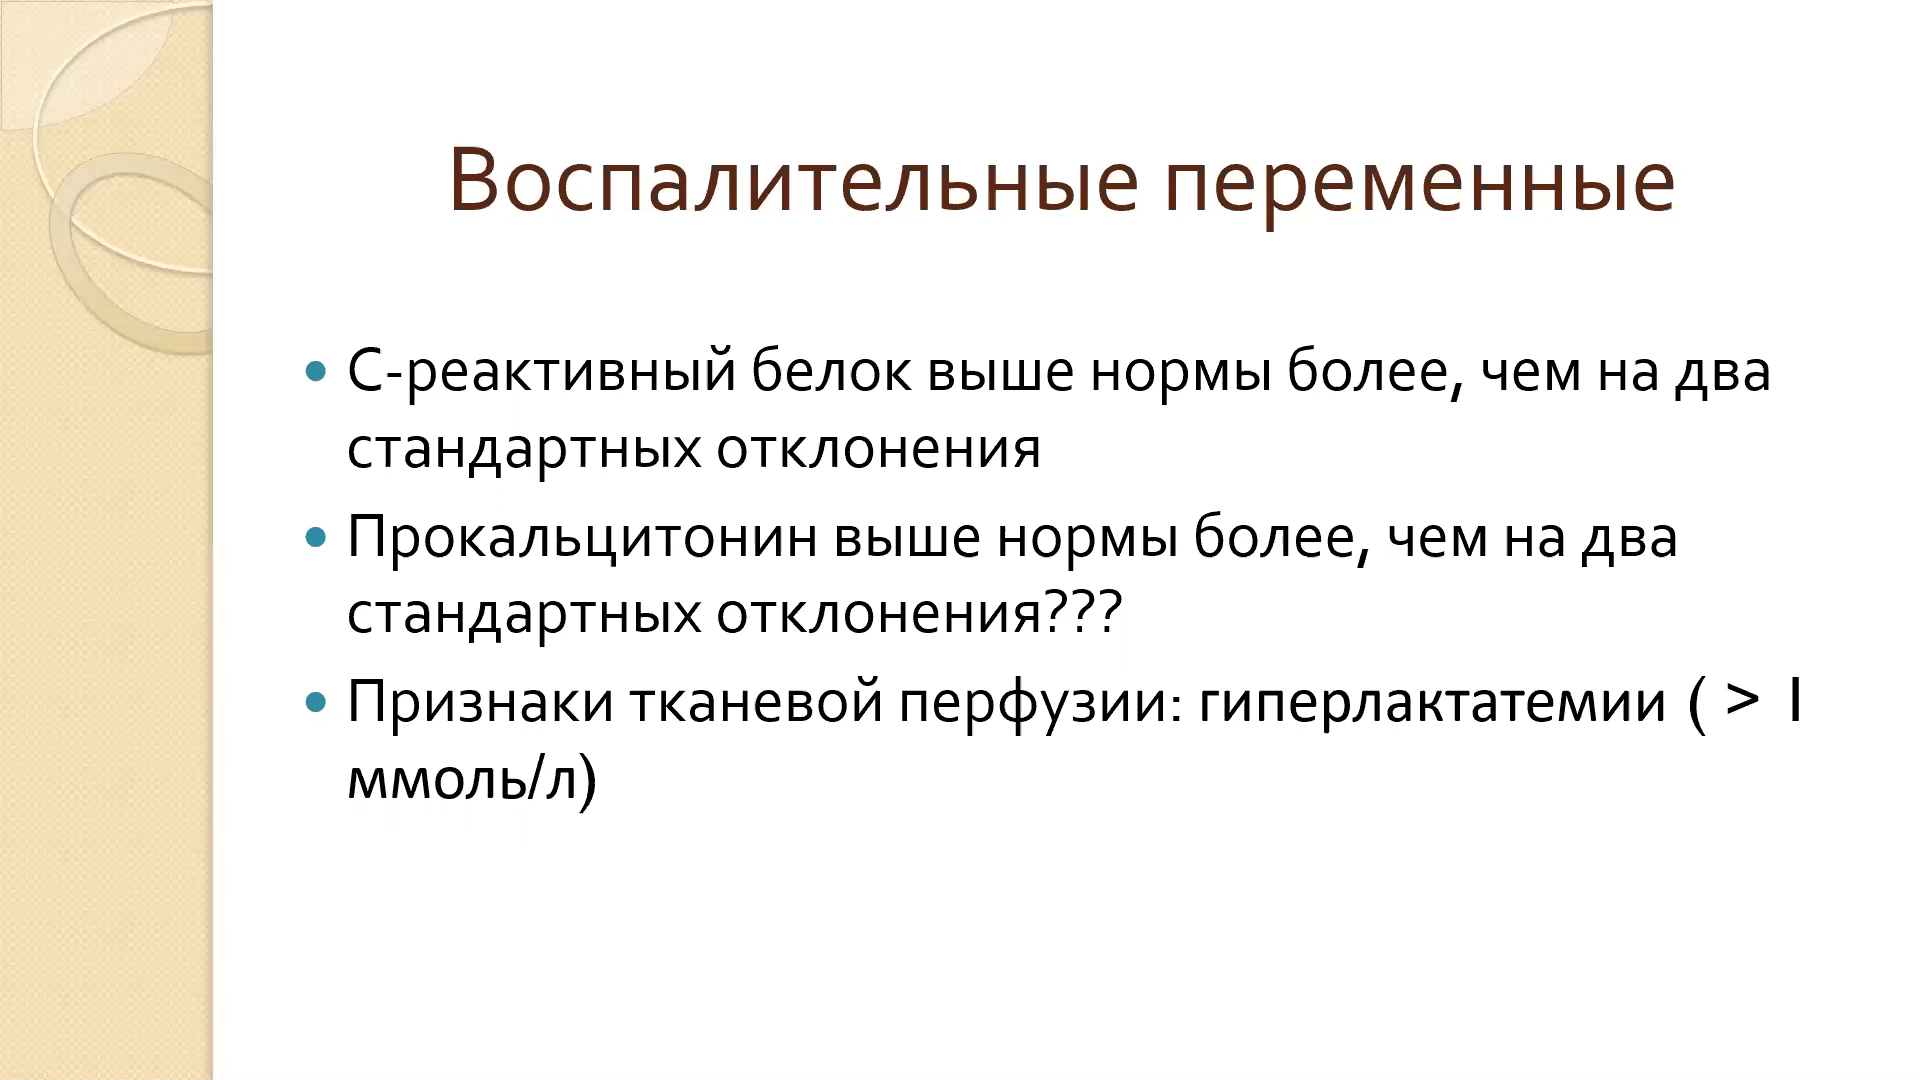 Воспалительные переменные
• С-реактивный белок выше нормы более, чем на два
стандартных отклонения
• Прокальцитонин выше нормы более, чем на два
стандартных отклонения???
• Признаки тканевой перфузии: гиперлактатемии ( > I
ммоль/л)